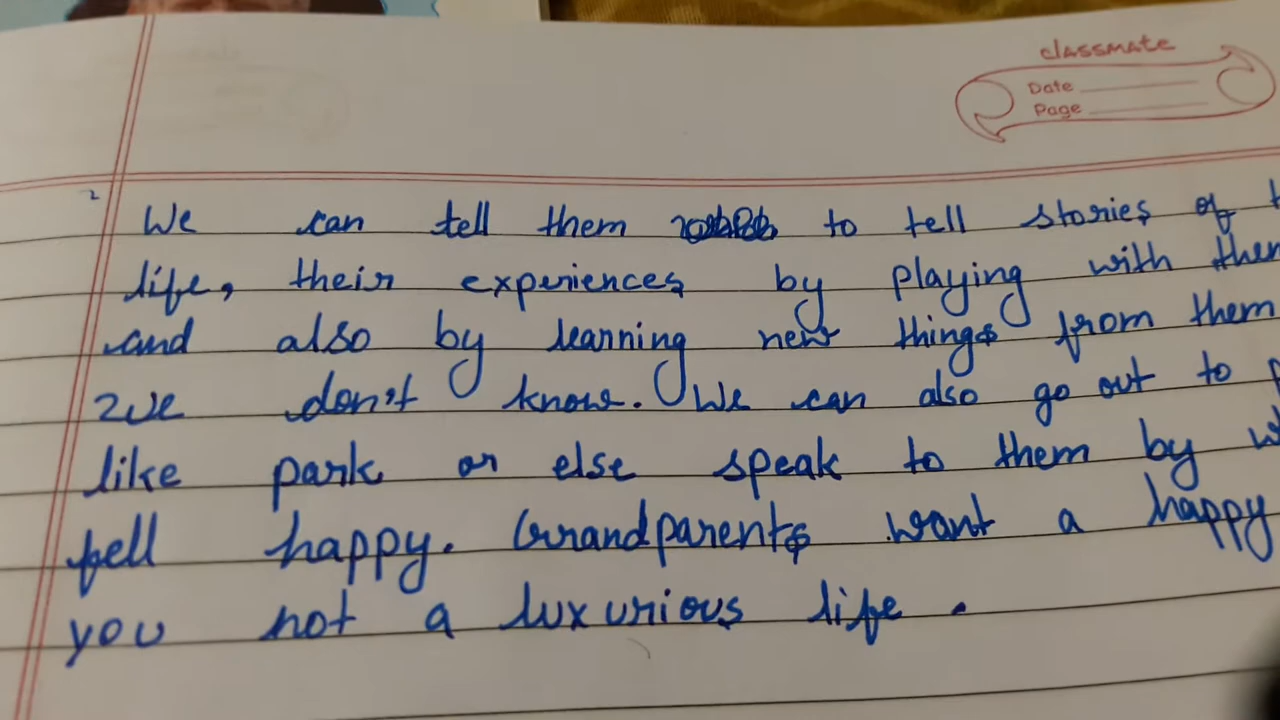 classmate
Date
Page
2
We can tell them to tell stories of
life, their experiences by playing with
and also by learning new things from them
we don't know. We can also go out to
like park or else speak to them by
fell happy. Grandparents want a happy
you not a luxurious life.